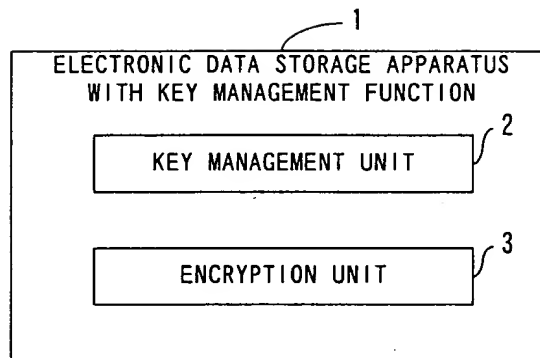 1
ELECTRONIC DATA STORAGE APPARATUS
WITH KEY MANAGEMENT FUNCTION
2
KEY MANAGEMENT UNIT
3
ENCRYPTION UNIT